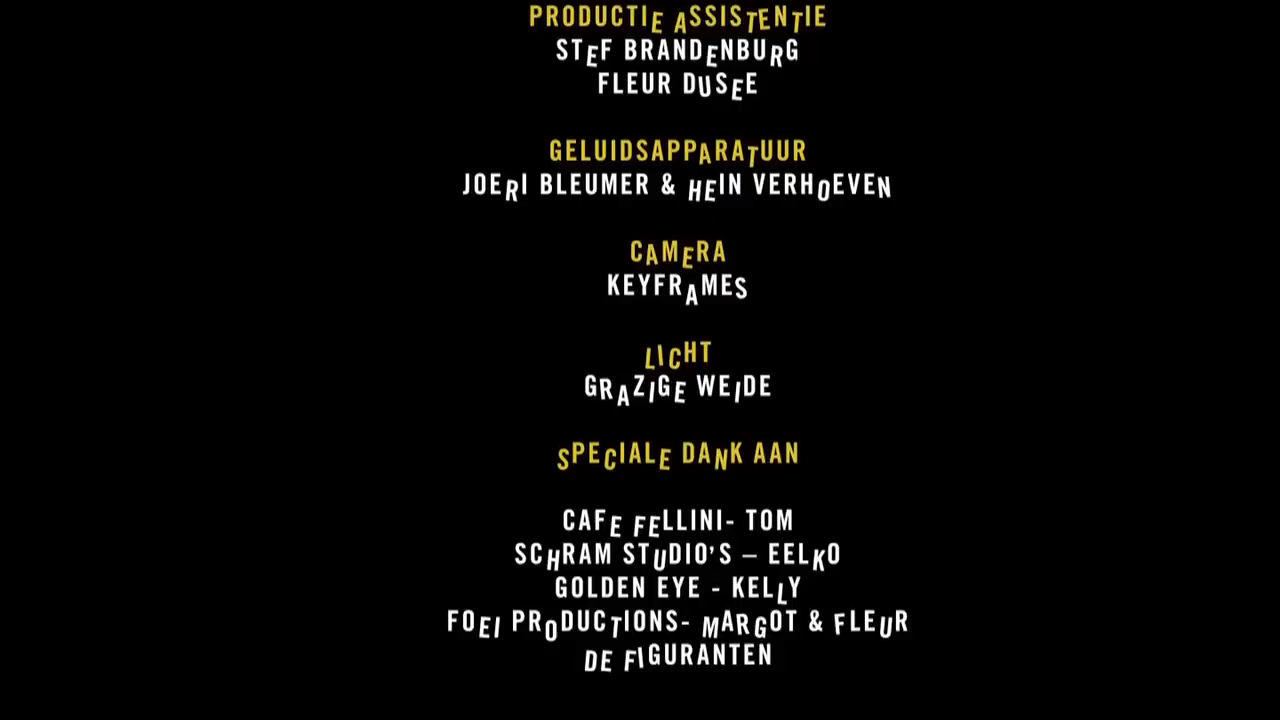 PRODUCTIE ASSISTENTIE
STEF BRANDENBURG
FLEUR DUSEE
GELUIDSAPPARATUUR
JOERI BLEUMER & HEIN VERHOEVEN
CAMERA
KEYFRAMES
LICHT
GRAZIGE WEIDE
SPECIALE DANK AAN
CAFE FELLINI- TOM
SCHRAM STUDIO'S – EELKO
GOLDEN EYE - KELLY
FOEI PRODUCTIONS- MARGOT & FLEUR
DE FIGURANTEN